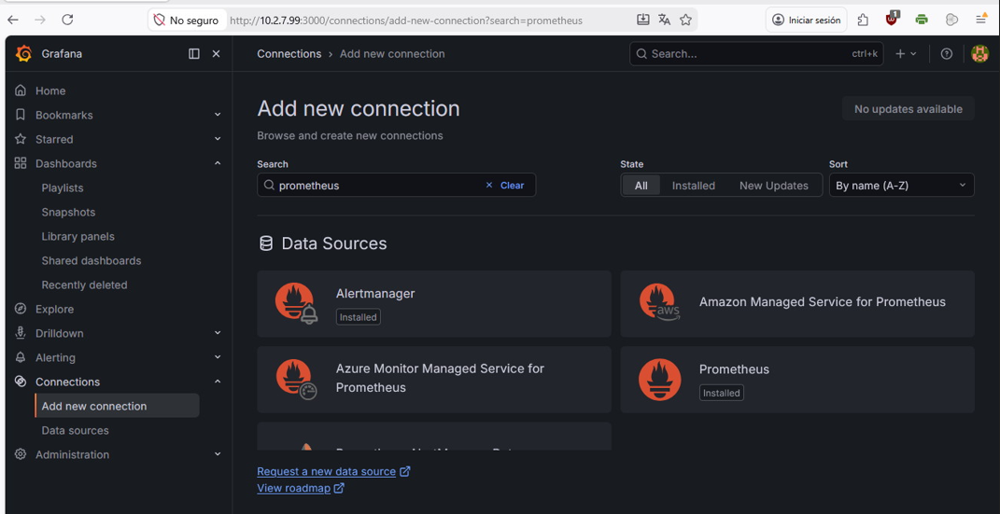 No seguro
http://10.2.7.99:3000/connections/add-new-connection?search=prometheus
Iniciar sesión
1
Grafana
Connections › Add new connection
Search...
ctrl+k
Home
Bookmarks
Starred
Dashboards
Playlists
Snapshots
Library panels
Shared dashboards
Recently deleted
Explore
Drilldown
Alerting
Connections
Add new connection
Data sources
Administration
Add new connection
No updates available
Browse and create new connections
Search
prometheus
Clear
State
All
Installed
New Updates
Sort
By name (A-Z)
Data Sources
Alertmanager
Installed
aws
Amazon Managed Service for Prometheus
Azure Monitor Managed Service for
Prometheus
Prometheus
Installed
Request a new data source
View roadmap